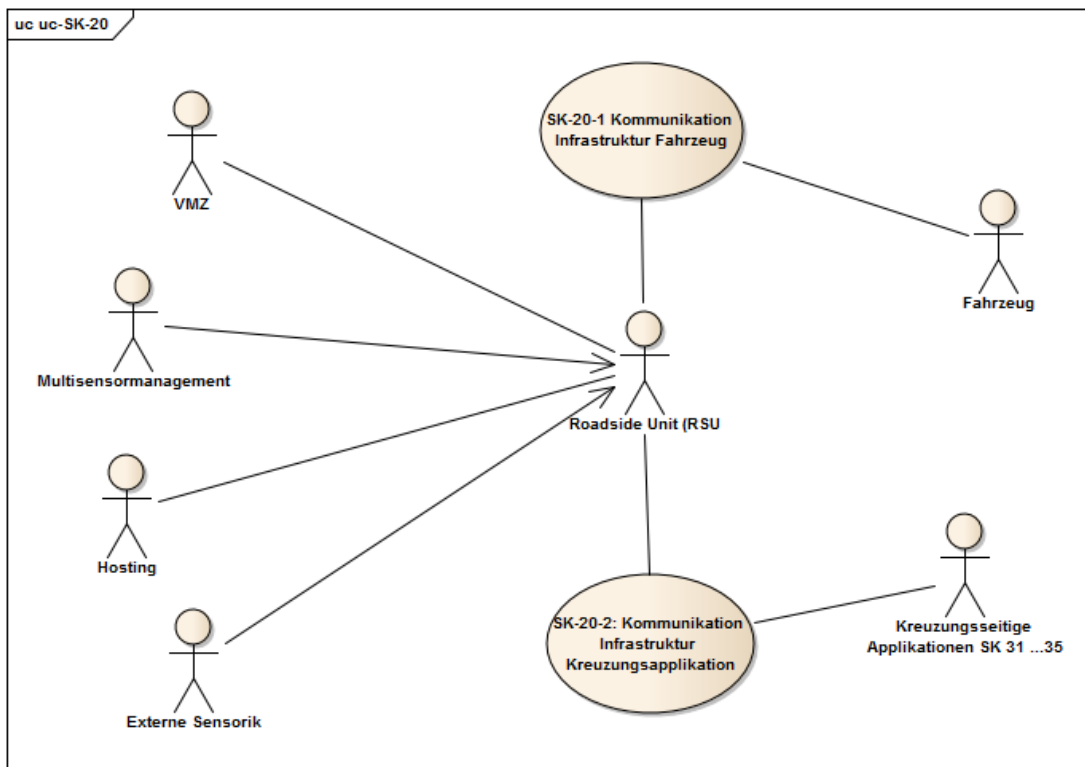 uc uc-SK-20
SK-20-1 Kommunikation
Infrastruktur Fahrzeug
VMZ
Fahrzeug
Multisensormanagement
Roadside Unit (RSU
Hosting
SK-20-2: Kommunikation
Infrastruktur
Kreuzungsapplikation
Kreuzungsseitige
Applikationen SK 31 ...35
Externe Sensorik